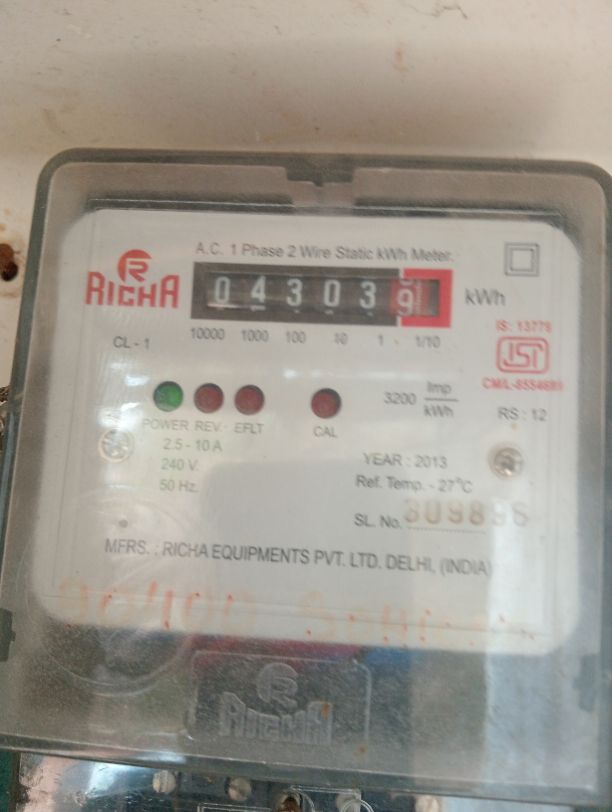 A.C. 1 Phase 2 Wire Static kWh Meter.
RICHA
0 4 3 0 3 9 kWh
10000 1000 100 10 1 1/10
CL - 1
IS: 13779
ISI
3200 Imp/kWh
RS : 12
POWER REV. EFLT CAL
2.5 - 10 A
240 V.
50 Hz.
YEAR : 2013
Ref. Temp. - 27°C
SL. No.
MFRS. : RICHA EQUIPMENTS PVT. LTD. DELHI, (INDIA)
RICHA